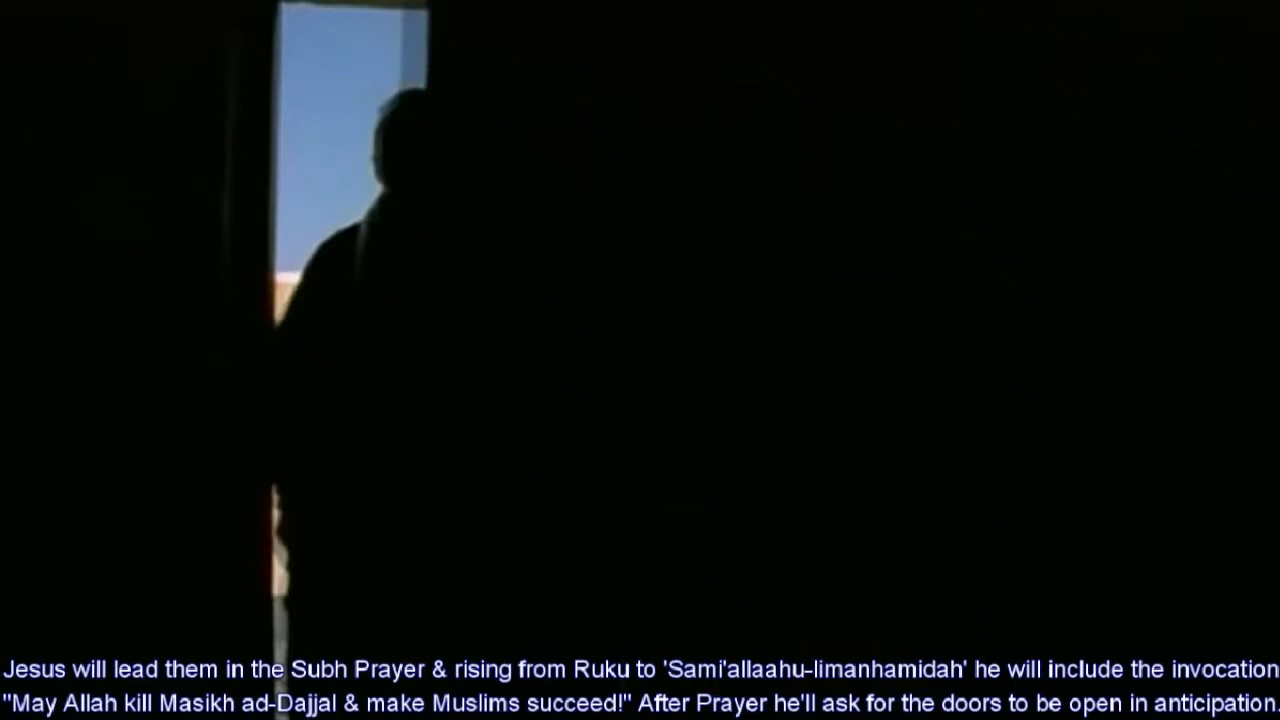 Jesus will lead them in the Subh Prayer & rising from Ruku to 'Sami'allaahu-limanhamidah' he will include the invocation
"May Allah kill Masikh ad-Dajjal & make Muslims succeed!" After Prayer he'll ask for the doors to be open in anticipation.